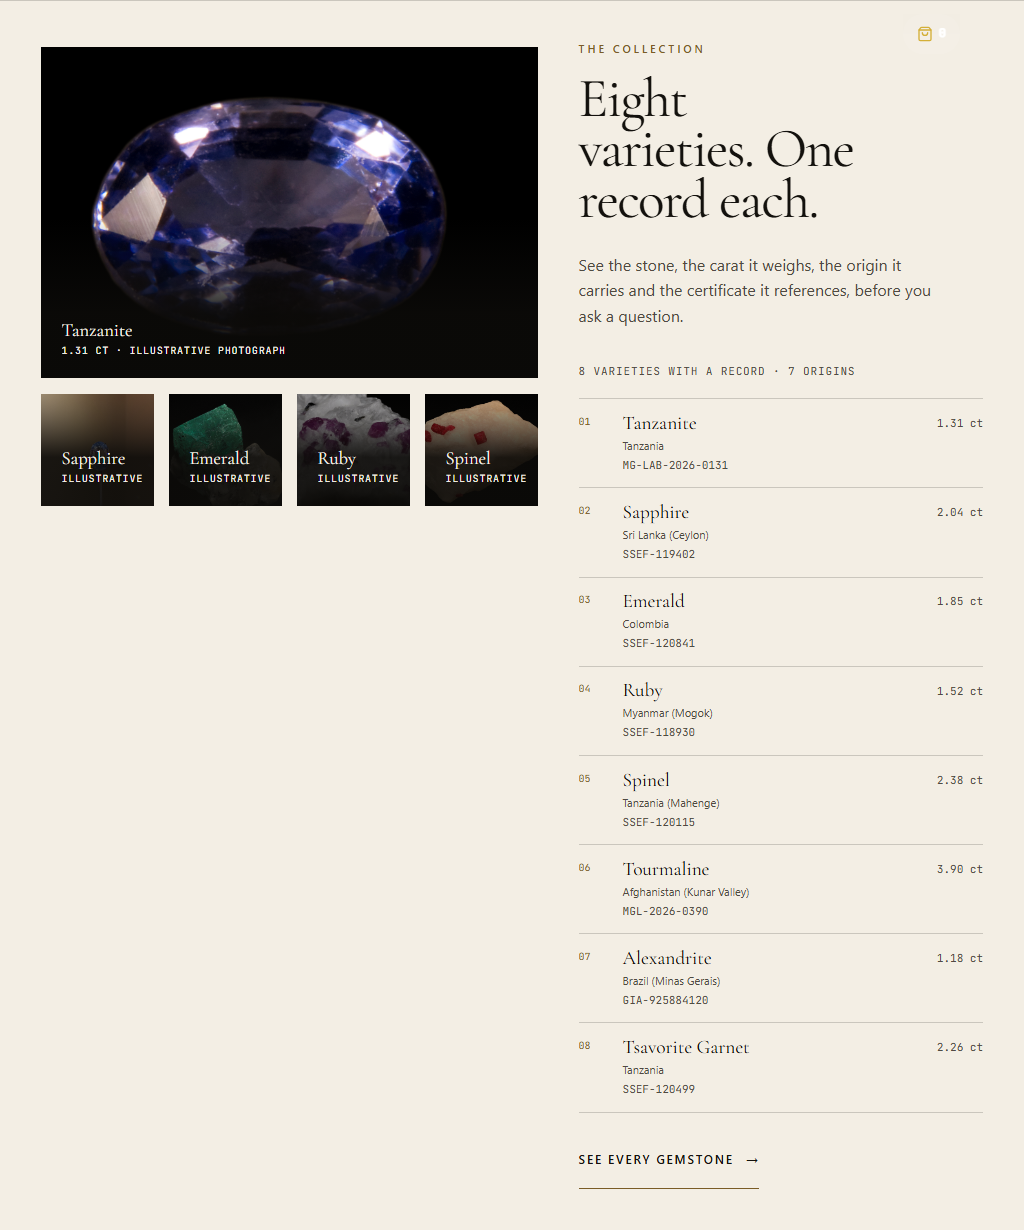 0
Tanzanite
1.31 CT · ILLUSTRATIVE PHOTOGRAPH
Sapphire
ILLUSTRATIVE
Emerald
ILLUSTRATIVE
Ruby
ILLUSTRATIVE
Spinel
ILLUSTRATIVE
THE COLLECTION
Eight
varieties. One
record each.
See the stone, the carat it weighs, the origin it
carries and the certificate it references, before you
ask a question.
8 VARIETIES WITH A RECORD · 7 ORIGINS
01 Tanzanite 1.31 ct
Tanzania
MG-LAB-2026-0131
02 Sapphire 2.04 ct
Sri Lanka (Ceylon)
SSEF-119402
03 Emerald 1.85 ct
Colombia
SSEF-120841
04 Ruby 1.52 ct
Myanmar (Mogok)
SSEF-118930
05 Spinel 2.38 ct
Tanzania (Mahenge)
SSEF-120115
06 Tourmaline 3.90 ct
Afghanistan (Kunar Valley)
MGL-2026-0390
07 Alexandrite 1.18 ct
Brazil (Minas Gerais)
GIA-925884120
08 Tsavorite Garnet 2.26 ct
Tanzania
SSEF-120499
SEE EVERY GEMSTONE →